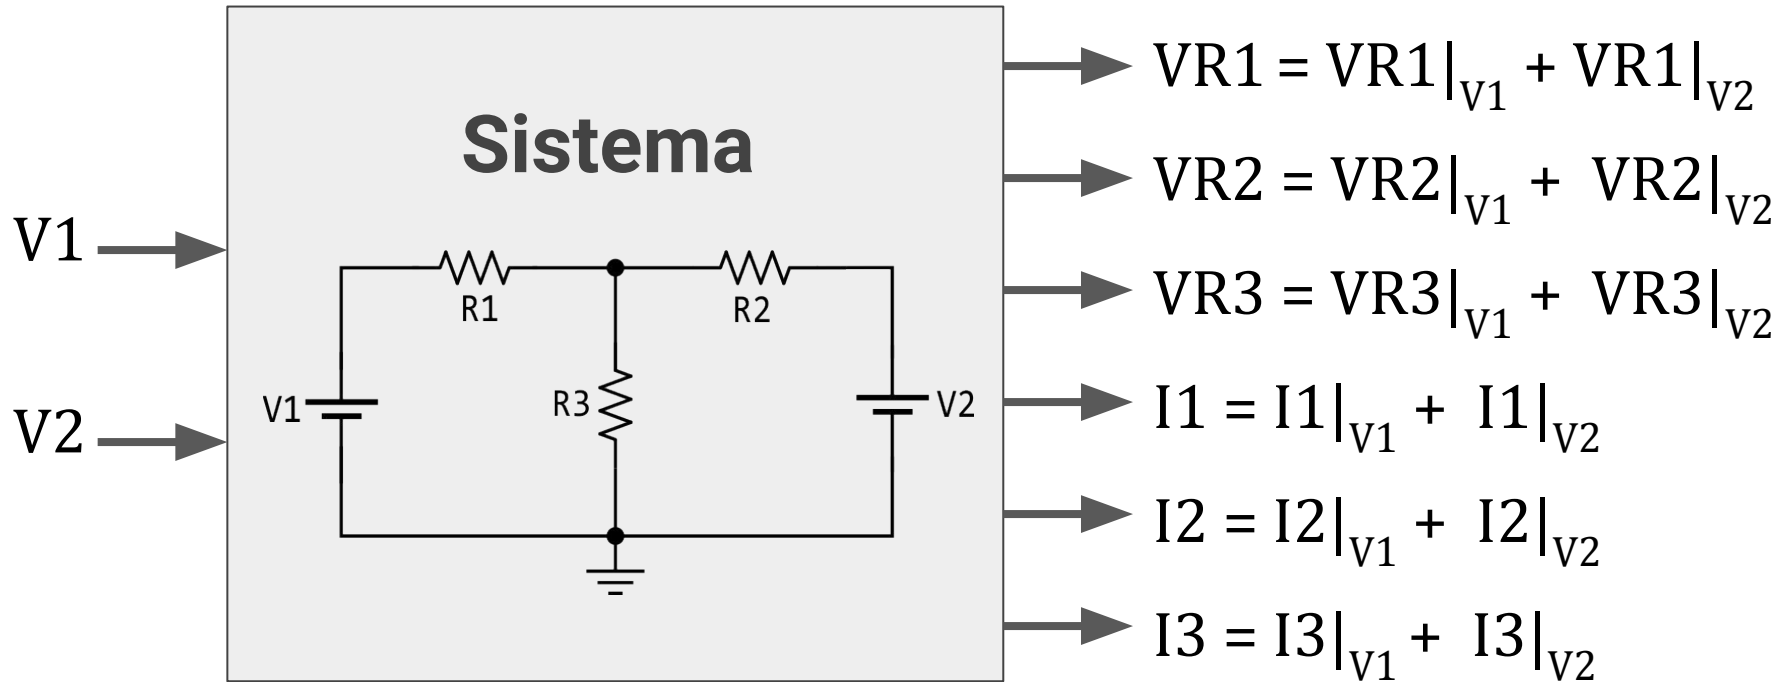 Sistema
V1
V2
R1
R2
R3
V1
V2
VR1 = VR1|V1 + VR1|V2
VR2 = VR2|V1 + VR2|V2
VR3 = VR3|V1 + VR3|V2
I1 = I1|V1 + I1|V2
I2 = I2|V1 + I2|V2
I3 = I3|V1 + I3|V2